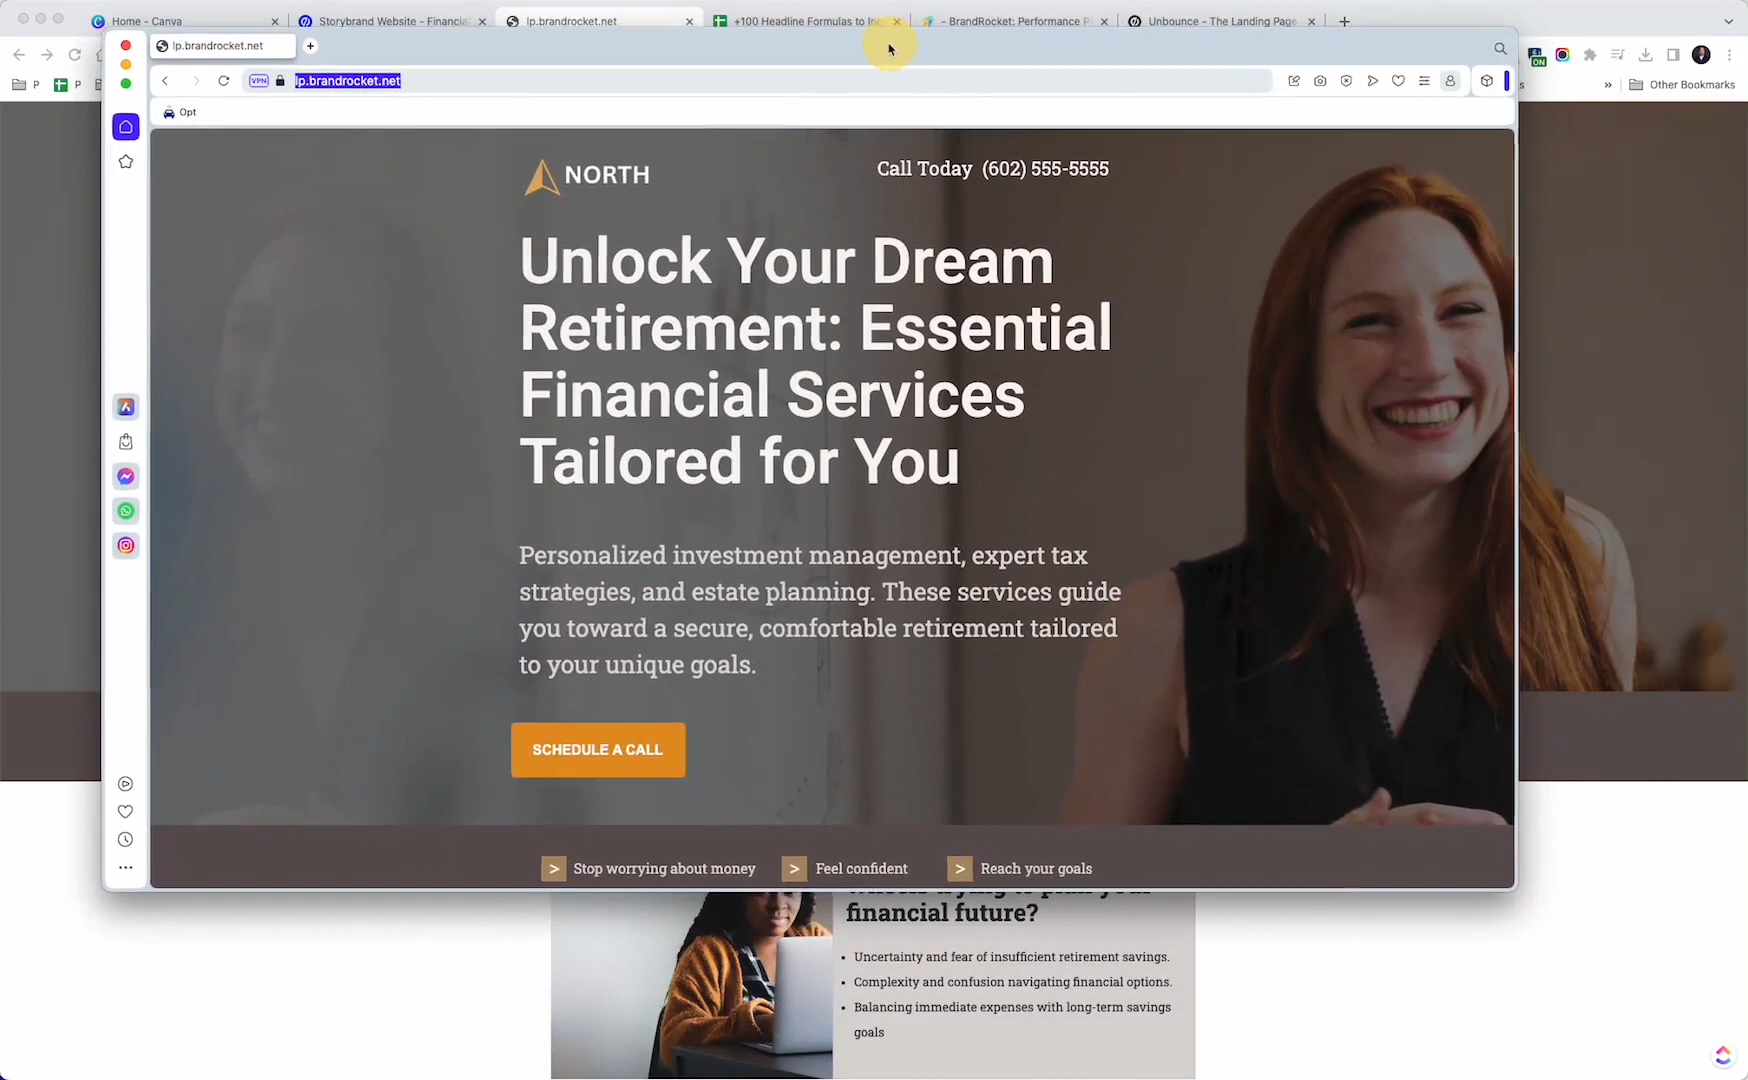 Home - Canva
Storybrand Website - Financial
lp.brandrocket.net
+100 Headline Formulas to Inc
- BrandRocket: Performance P
Unbounce - The Landing Page
lp.brandrocket.net
P
P
VPN
lp.brandrocket.net
ON
s
Other Bookmarks
Opt
NORTH
Call Today (602) 555-5555
Unlock Your Dream
Retirement: Essential
Financial Services
Tailored for You
Personalized investment management, expert tax
strategies, and estate planning. These services guide
you toward a secure, comfortable retirement tailored
to your unique goals.
SCHEDULE A CALL
> Stop worrying about money
> Feel confident
> Reach your goals
financial future?
• Uncertainty and fear of insufficient retirement savings.
• Complexity and confusion navigating financial options.
• Balancing immediate expenses with long-term savings
goals